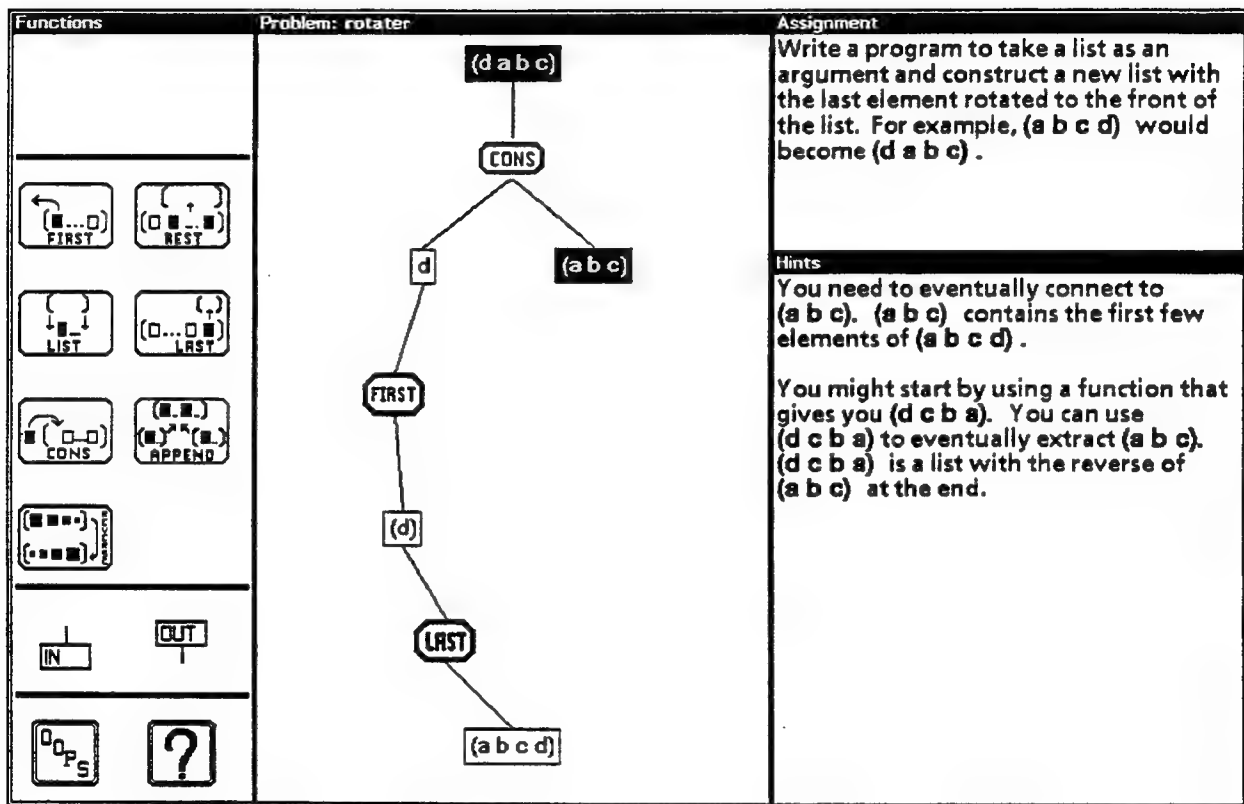 Functions
Problem: rotater
Assignment
(d a b c)
CONS
d
(a b c)
FIRST
(d)
LAST
(a b c d)
FIRST
REST
LIST
LAST
CONS
APPEND
IN
OUT
OOPS
?
Write a program to take a list as an
argument and construct a new list with
the last element rotated to the front of
the list. For example, (a b c d) would
become (d a b c) .
Hints
You need to eventually connect to
(a b c). (a b c) contains the first few
elements of (a b c d) .
You might start by using a function that
gives you (d c b a). You can use
(d c b a) to eventually extract (a b c).
(d c b a) is a list with the reverse of
(a b c) at the end.